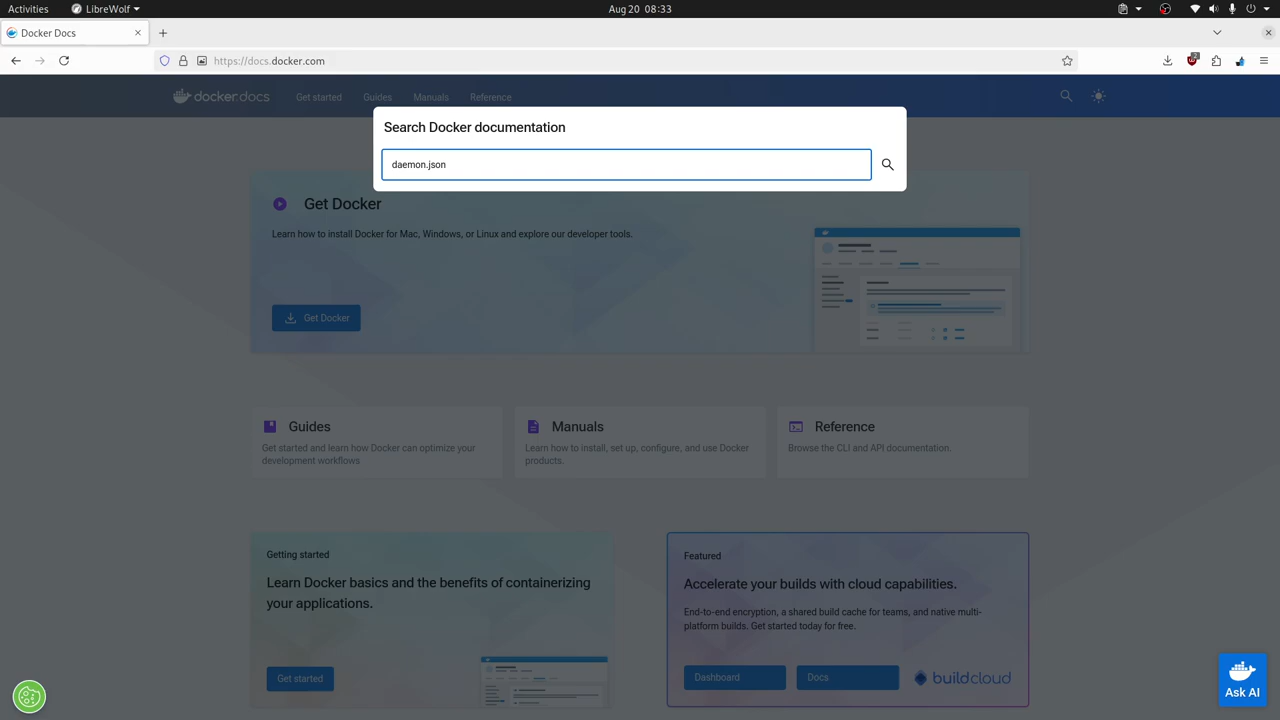 Activities
LibreWolf
Aug 20 08:33
Docker Docs
https://docs.docker.com
2
docker.docs
Get started
Guides
Manuals
Reference
Search Docker documentation
daemon.json
Get Docker
Learn how to install Docker for Mac, Windows, or Linux and explore our developer tools.
Get Docker
Guides
Get started and learn how Docker can optimize your
development workflows
Manuals
Learn how to install, set up, configure, and use Docker
products.
Reference
Browse the CLI and API documentation.
Getting started
Learn Docker basics and the benefits of containerizing
your applications.
Get started
Featured
Accelerate your builds with cloud capabilities.
End-to-end encryption, a shared build cache for teams, and native multi-
platform builds. Get started today for free.
Dashboard
Docs
buildcloud
Ask AI